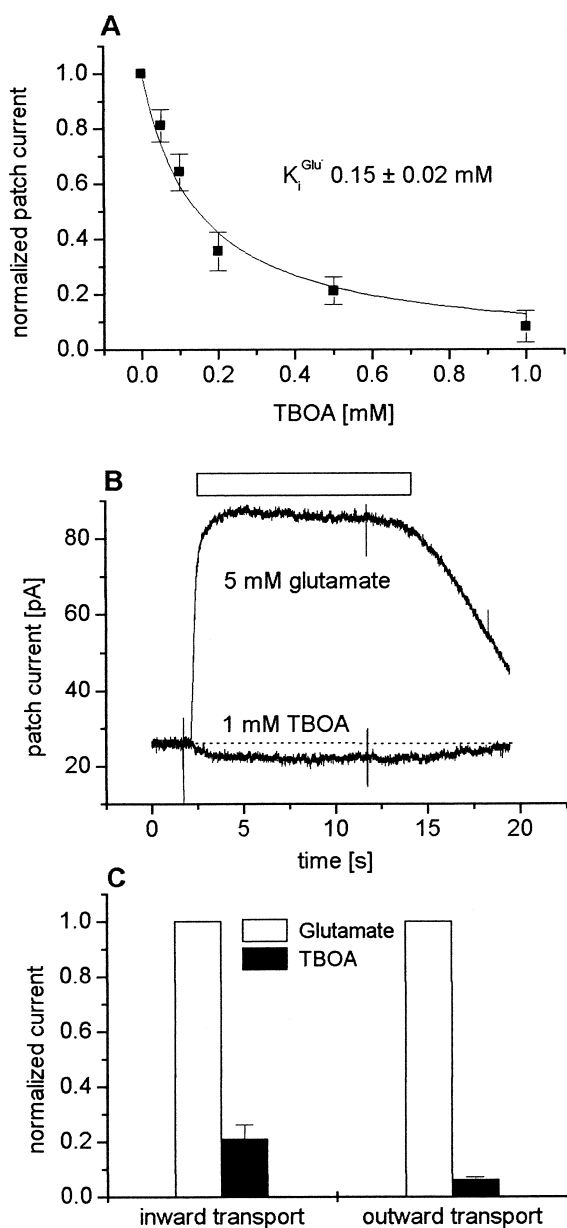 A
normalized patch current
1.0
0.8
0.6
0.4
0.2
0.0
K_i^Glu- 0.15 ± 0.02 mM
0.0 0.2 0.4 0.6 0.8 1.0
TBOA [mM]
B
patch current [pA]
80
60
40
20
5 mM glutamate
1 mM TBOA
0 5 10 15 20
time [s]
C
normalized current
1.0
0.8
0.6
0.4
0.2
0.0
Glutamate
TBOA
inward transport outward transport